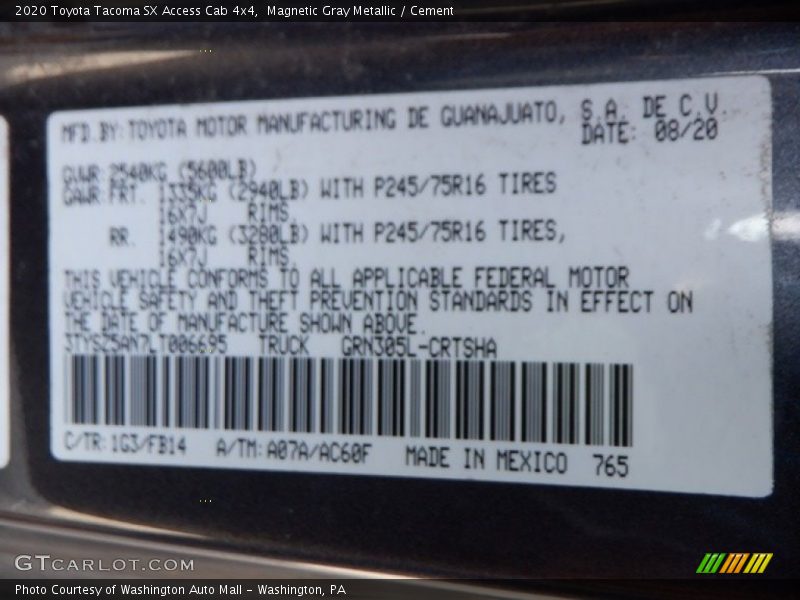 2020 Toyota Tacoma SX Access Cab 4x4,  Magnetic Gray Metallic / Cement
MFD.BY:TOYOTA MOTOR MANUFACTURING DE GUANAJUATO, S.A. DE C.V.
DATE: 08/20
GVWR:2540KG (5600LB)
GAWR:FRT. 1335KG (2940LB) WITH P245/75R16 TIRES
16X7J RIMS,
RR. 1490KG (3280LB) WITH P245/75R16 TIRES,
16X7J RIMS.
THIS VEHICLE CONFORMS TO ALL APPLICABLE FEDERAL MOTOR
VEHICLE SAFETY AND THEFT PREVENTION STANDARDS IN EFFECT ON
THE DATE OF MANUFACTURE SHOWN ABOVE.
3TYSZ5AN7LT006695 TRUCK GRN305L-CRTSHA
C/TR:1G3/FB14 A/TM:A07A/AC60F MADE IN MEXICO 765
GTCARLOT.COM
Photo Courtesy of Washington Auto Mall - Washington, PA